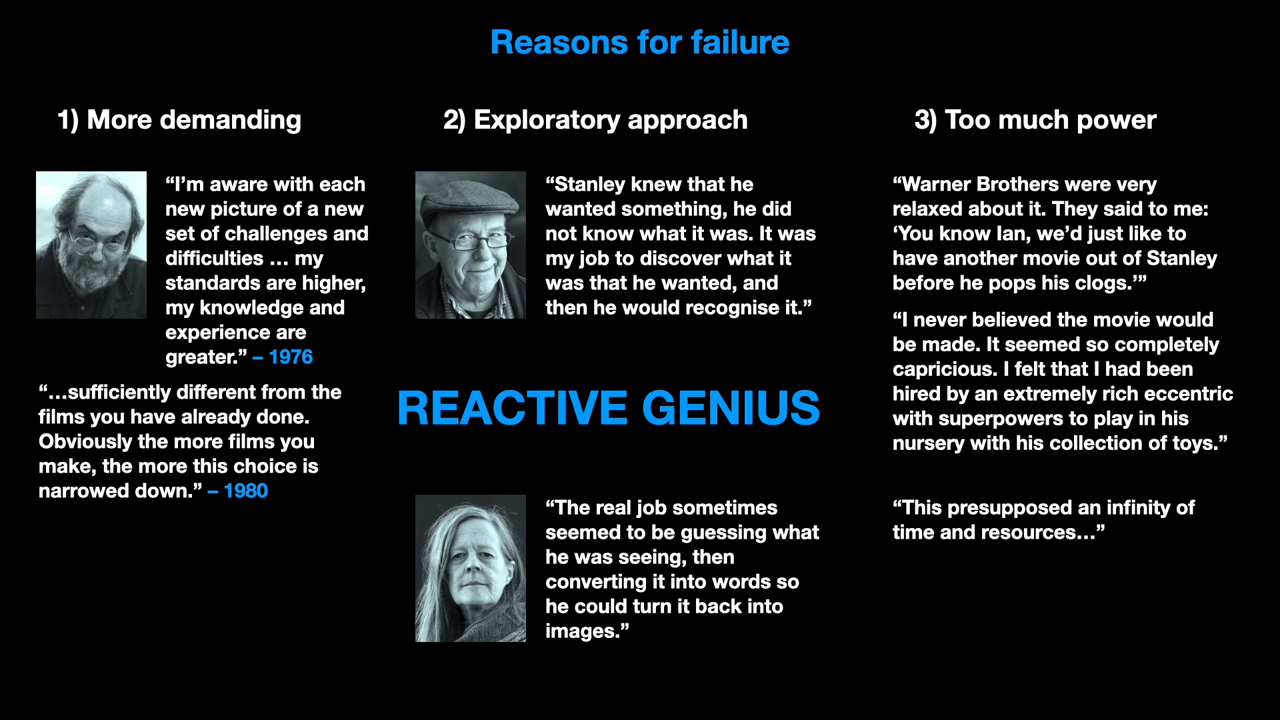 Reasons for failure
1) More demanding
“I’m aware with each
new picture of a new
set of challenges and
difficulties … my
standards are higher,
my knowledge and
experience are
greater.” – 1976
“…sufficiently different from the
films you have already done.
Obviously the more films you
make, the more this choice is
narrowed down.” – 1980
2) Exploratory approach
“Stanley knew that he
wanted something, he did
not know what it was. It was
my job to discover what it
was that he wanted, and
then he would recognise it.”
REACTIVE GENIUS
“The real job sometimes
seemed to be guessing what
he was seeing, then
converting it into words so
he could turn it back into
images.”
3) Too much power
“Warner Brothers were very
relaxed about it. They said to me:
‘You know Ian, we’d just like to
have another movie out of Stanley
before he pops his clogs.’”
“I never believed the movie would
be made. It seemed so completely
capricious. I felt that I had been
hired by an extremely rich eccentric
with superpowers to play in his
nursery with his collection of toys.”
“This presupposed an infinity of
time and resources…”